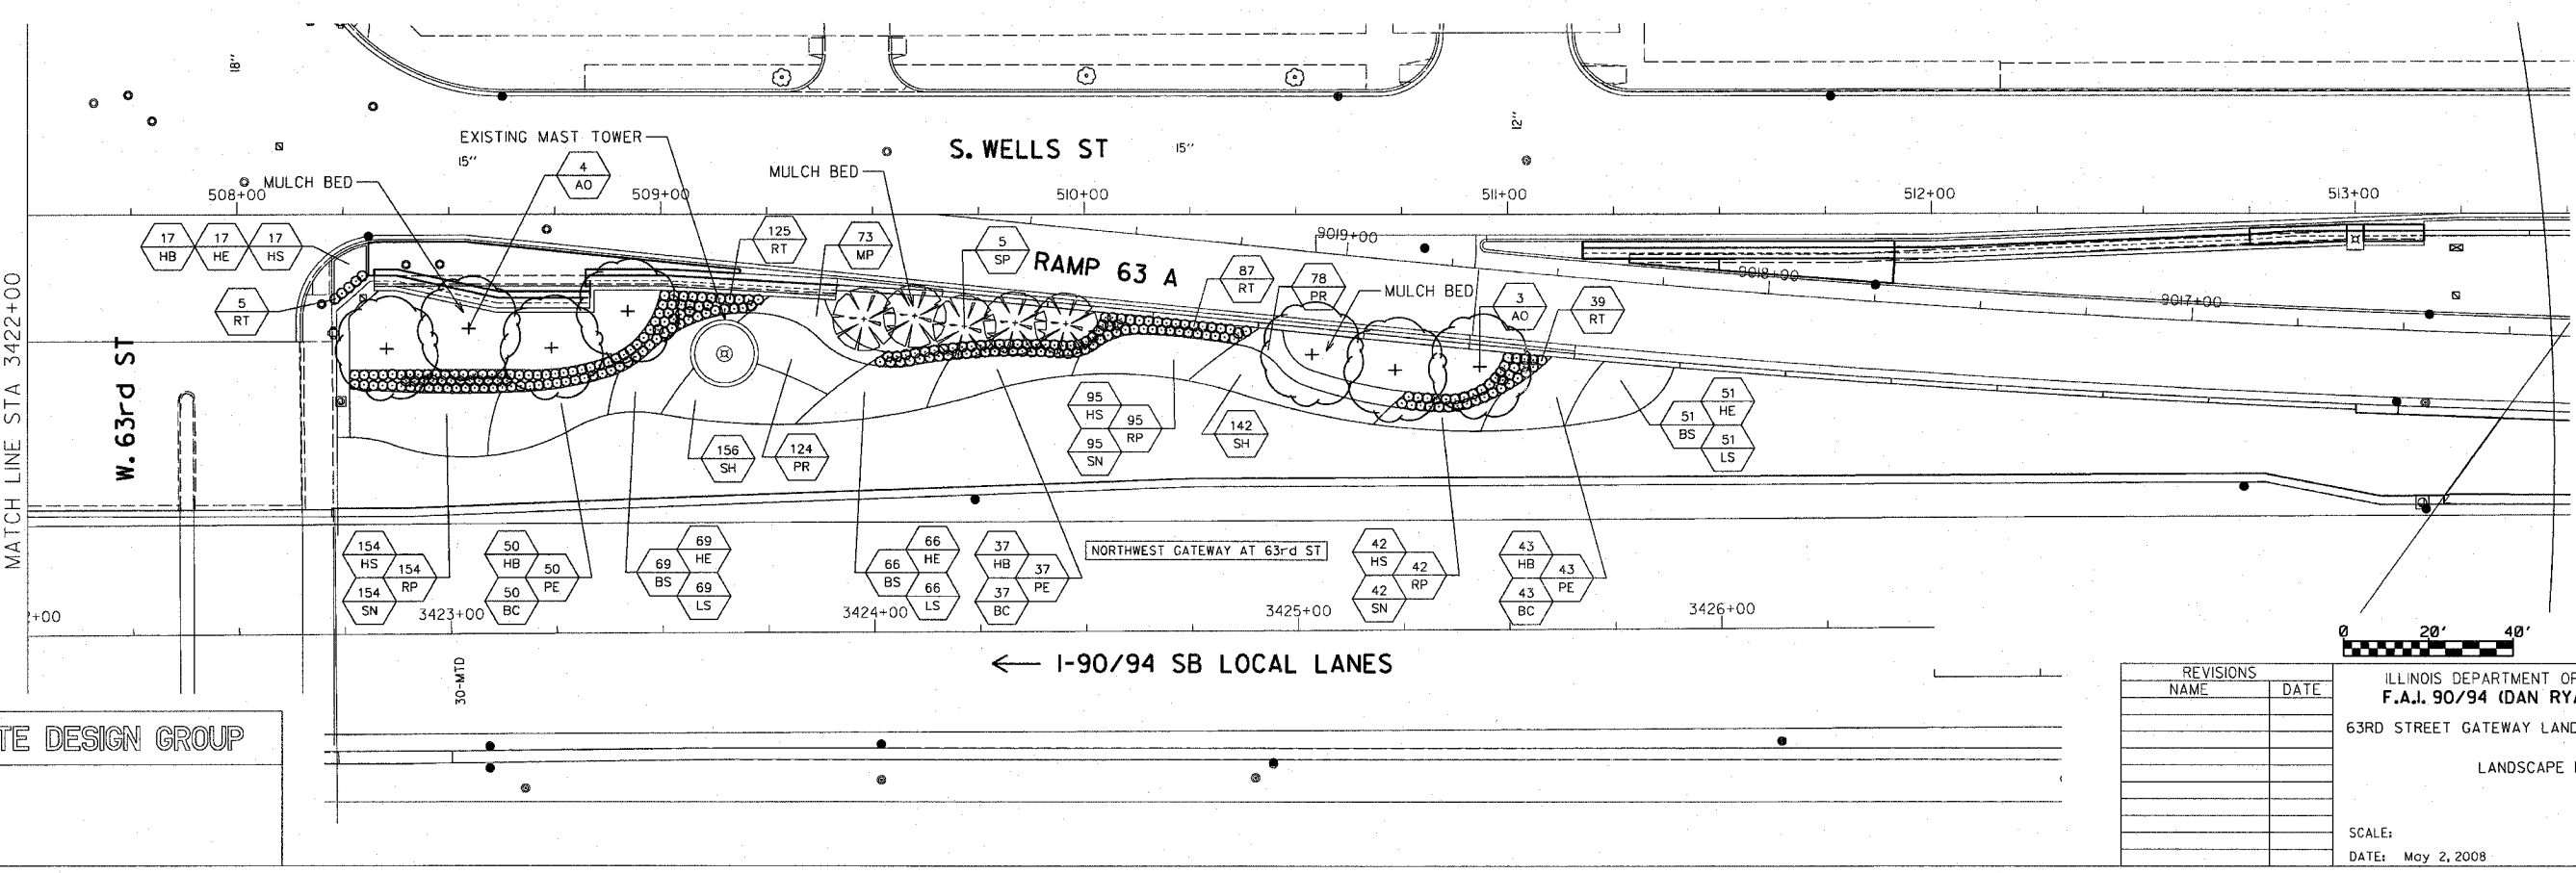 18"
12"
EXISTING MAST TOWER
15"
S. WELLS ST
15"
MULCH BED
4
AO
MULCH BED
508+00
509+00
510+00
511+00
512+00
513+00
17
HB
17
HE
17
HS
125
RT
73
MP
5
SP
RAMP 63 A
9019+00
9018+00
9017+00
87
RT
78
PR
MULCH BED
3
AO
39
RT
5
RT
MATCH LINE STA 3422+00
W. 63rd ST
156
SH
124
PR
95
HS
95
RP
95
SN
142
SH
51
HE
51
BS
51
LS
154
HS
154
RP
154
SN
50
HB
50
PE
50
BC
69
HE
69
BS
69
LS
66
HE
66
BS
66
LS
37
HB
37
PE
37
BC
NORTHWEST GATEWAY AT 63rd ST
42
HS
42
RP
42
SN
43
HB
43
PE
43
BC
+00
3423+00
3424+00
3425+00
3426+00
30-MTD
← I-90/94 SB LOCAL LANES
0 20' 40'
TE DESIGN GROUP
REVISIONS
NAME DATE
ILLINOIS DEPARTMENT OF
F.A.I. 90/94 (DAN RYA
63RD STREET GATEWAY LAND
LANDSCAPE
SCALE:
DATE: May 2, 2008